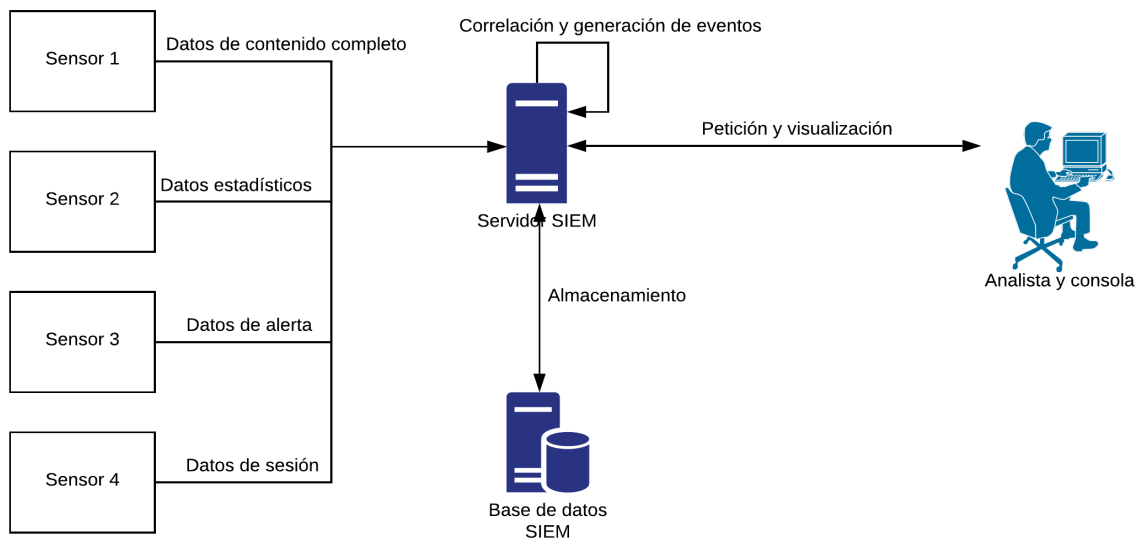 Correlación y generación de eventos
Sensor 1
Datos de contenido completo
Petición y visualización
Sensor 2
Datos estadísticos
Servidor SIEM
Analista y consola
Almacenamiento
Sensor 3
Datos de alerta
Sensor 4
Datos de sesión
Base de datos
SIEM